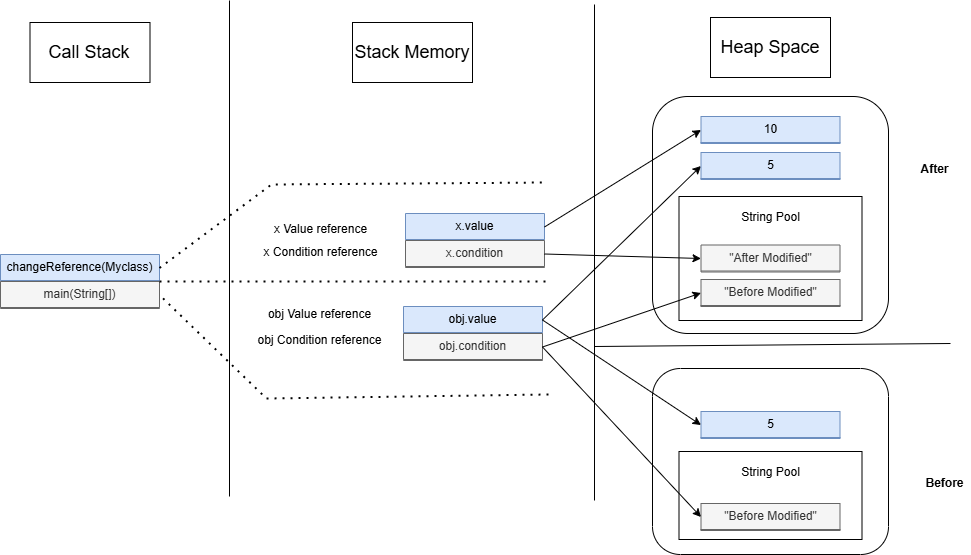 Call Stack
Stack Memory
Heap Space
10
5
After
String Pool
"After Modified"
"Before Modified"
x Value reference
x Condition reference
x.value
x.condition
changeReference(Myclass)
main(String[])
obj Value reference
obj Condition reference
obj.value
obj.condition
5
String Pool
Before
"Before Modified"